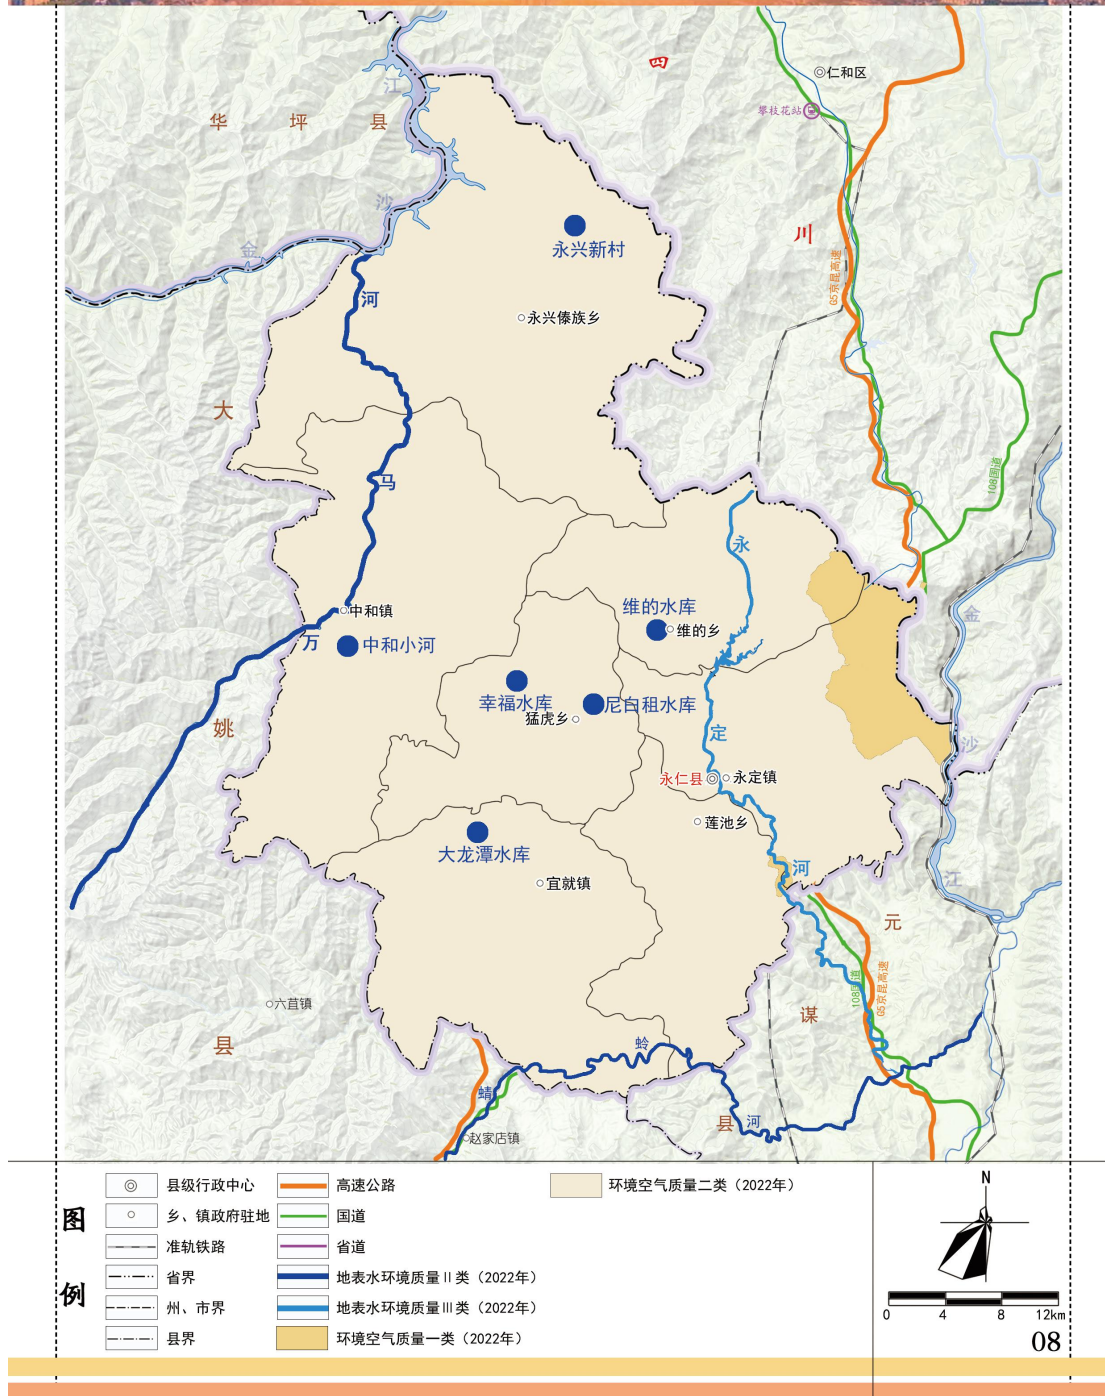 四
仁和区
攀枝花站
江
华 坪 县
沙
川
永兴新村
金
G5京昆高速
河
永兴傣族乡
大
108国道
马
永
维的水库
中和镇
维的乡
金
万
中和小河
幸福水库
尼白租水库
猛虎乡
姚
定
沙
永仁县
永定镇
莲池乡
大龙潭水库
宜就镇
河
江
元
108国道
G5京昆高速
六苴镇
谋
县
蛉
蜻
县
河
赵家店镇
图例
县级行政中心
乡、镇政府驻地
准轨铁路
省界
州、市界
县界
高速公路
国道
省道
地表水环境质量Ⅱ类（2022年）
地表水环境质量Ⅲ类（2022年）
环境空气质量一类（2022年）
环境空气质量二类（2022年）
N
0 4 8 12km
08